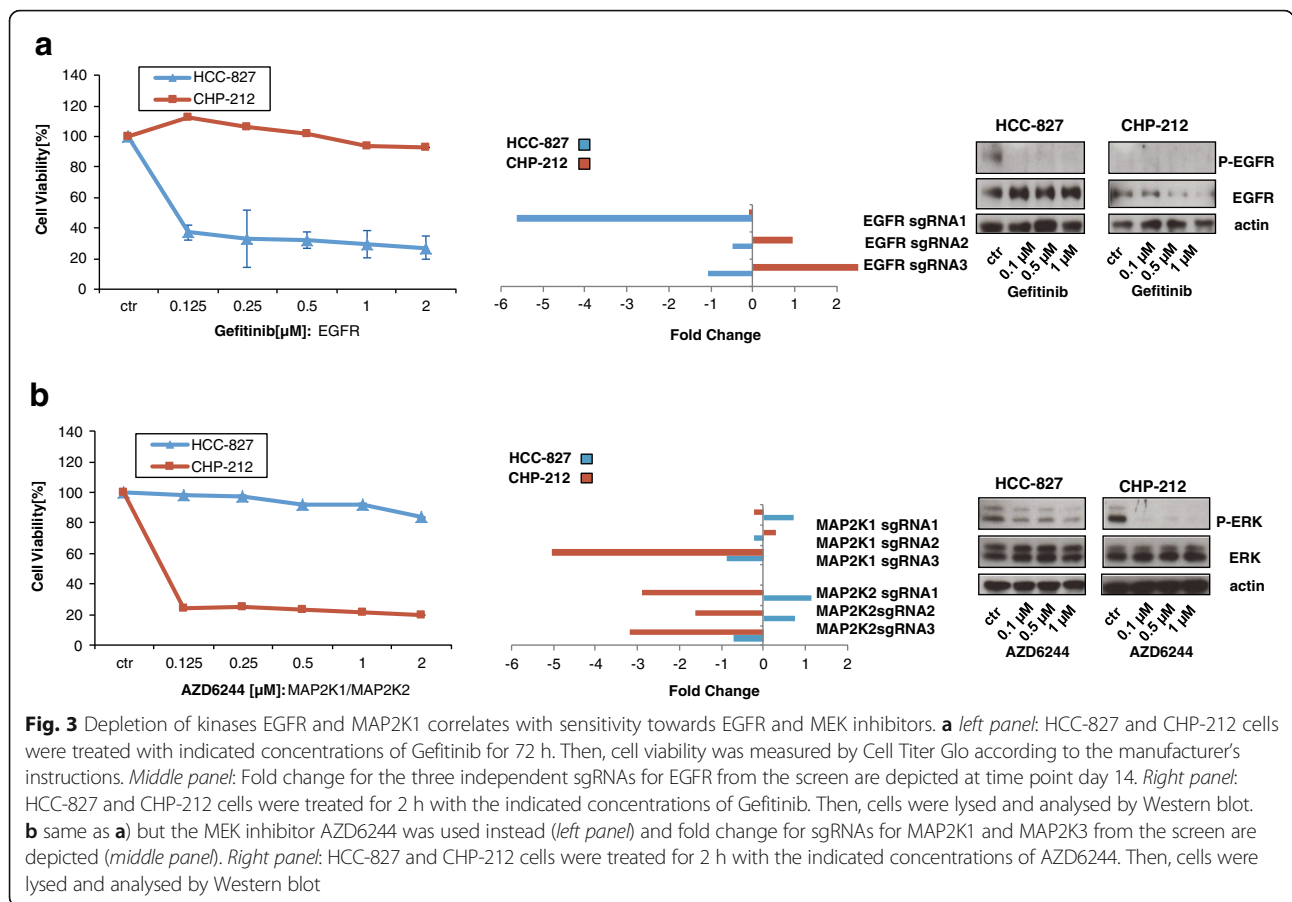 a
140
120
100
80
60
40
20
0
Cell Viability[%]
HCC-827
CHP-212
ctr 0.125 0.25 0.5 1 2
Gefitinib[µM]: EGFR
HCC-827
CHP-212
EGFR sgRNA1
EGFR sgRNA2
EGFR sgRNA3
-6 -5 -4 -3 -2 -1 0 1 2
Fold Change
HCC-827 CHP-212
P-EGFR
EGFR
actin
ctr 0.1 µM 0.5 µM 1 µM ctr 0.1 µM 0.5 µM 1 µM
Gefitinib Gefitinib
b
140
120
100
80
60
40
20
0
Cell Viability[%]
HCC-827
CHP-212
ctr 0.125 0.25 0.5 1 2
AZD6244 [µM]: MAP2K1/MAP2K2
HCC-827
CHP-212
MAP2K1 sgRNA1
MAP2K1 sgRNA2
MAP2K1 sgRNA3
MAP2K2 sgRNA1
MAP2K2sgRNA2
MAP2K2sgRNA3
-6 -5 -4 -3 -2 -1 0 1 2
Fold Change
HCC-827 CHP-212
P-ERK
ERK
actin
ctr 0.1 µM 0.5 µM 1 µM ctr 0.1 µM 0.5 µM 1 µM
AZD6244 AZD6244
Fig. 3 Depletion of kinases EGFR and MAP2K1 correlates with sensitivity towards EGFR and MEK inhibitors. a left panel: HCC-827 and CHP-212 cells
were treated with indicated concentrations of Gefitinib for 72 h. Then, cell viability was measured by Cell Titer Glo according to the manufacturer's
instructions. Middle panel: Fold change for the three independent sgRNAs for EGFR from the screen are depicted at time point day 14. Right panel:
HCC-827 and CHP-212 cells were treated for 2 h with the indicated concentrations of Gefitinib. Then, cells were lysed and analysed by Western blot.
b same as a) but the MEK inhibitor AZD6244 was used instead (left panel) and fold change for sgRNAs for MAP2K1 and MAP2K3 from the screen are
depicted (middle panel). Right panel: HCC-827 and CHP-212 cells were treated for 2 h with the indicated concentrations of AZD6244. Then, cells were
lysed and analysed by Western blot